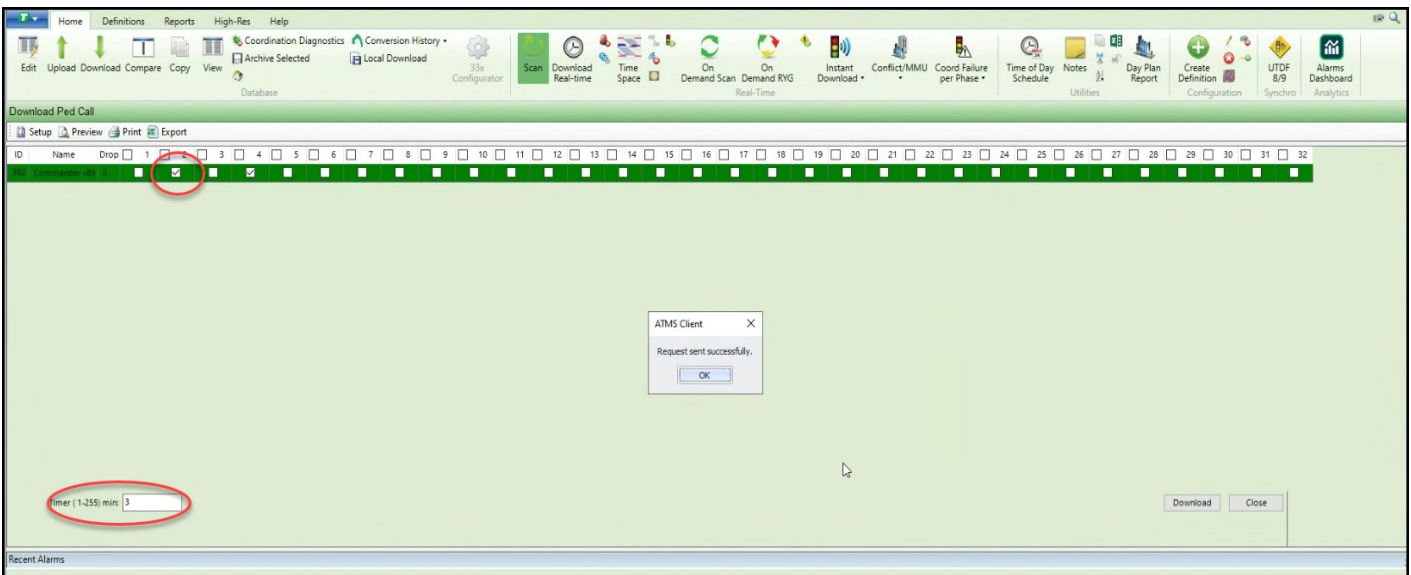 T Home Definitions Reports High-Res Help
Edit Upload Download Compare Copy View Coordination Diagnostics Conversion History 33x Configurator Scan Download Real-time Time Space On Demand Scan On Demand RYG Instant Download Conflict/MMU Coord Failure per Phase Time of Day Schedule Notes Day Plan Report Create Definition UTDF 8/9 Alarms Dashboard
Archive Selected Local Download
Database Real-Time Utilities Configuration Synchro Analytics
Download Ped Call
Setup Preview Print Export
ID Name Drop 1 2 3 4 5 6 7 8 9 10 11 12 13 14 15 16 17 18 19 20 21 22 23 24 25 26 27 28 29 30 31 32
302 Commander v85 2
ATMS Client X
Request sent successfully.
OK
Timer ( 1-255) min: 3
Download Close
Recent Alarms